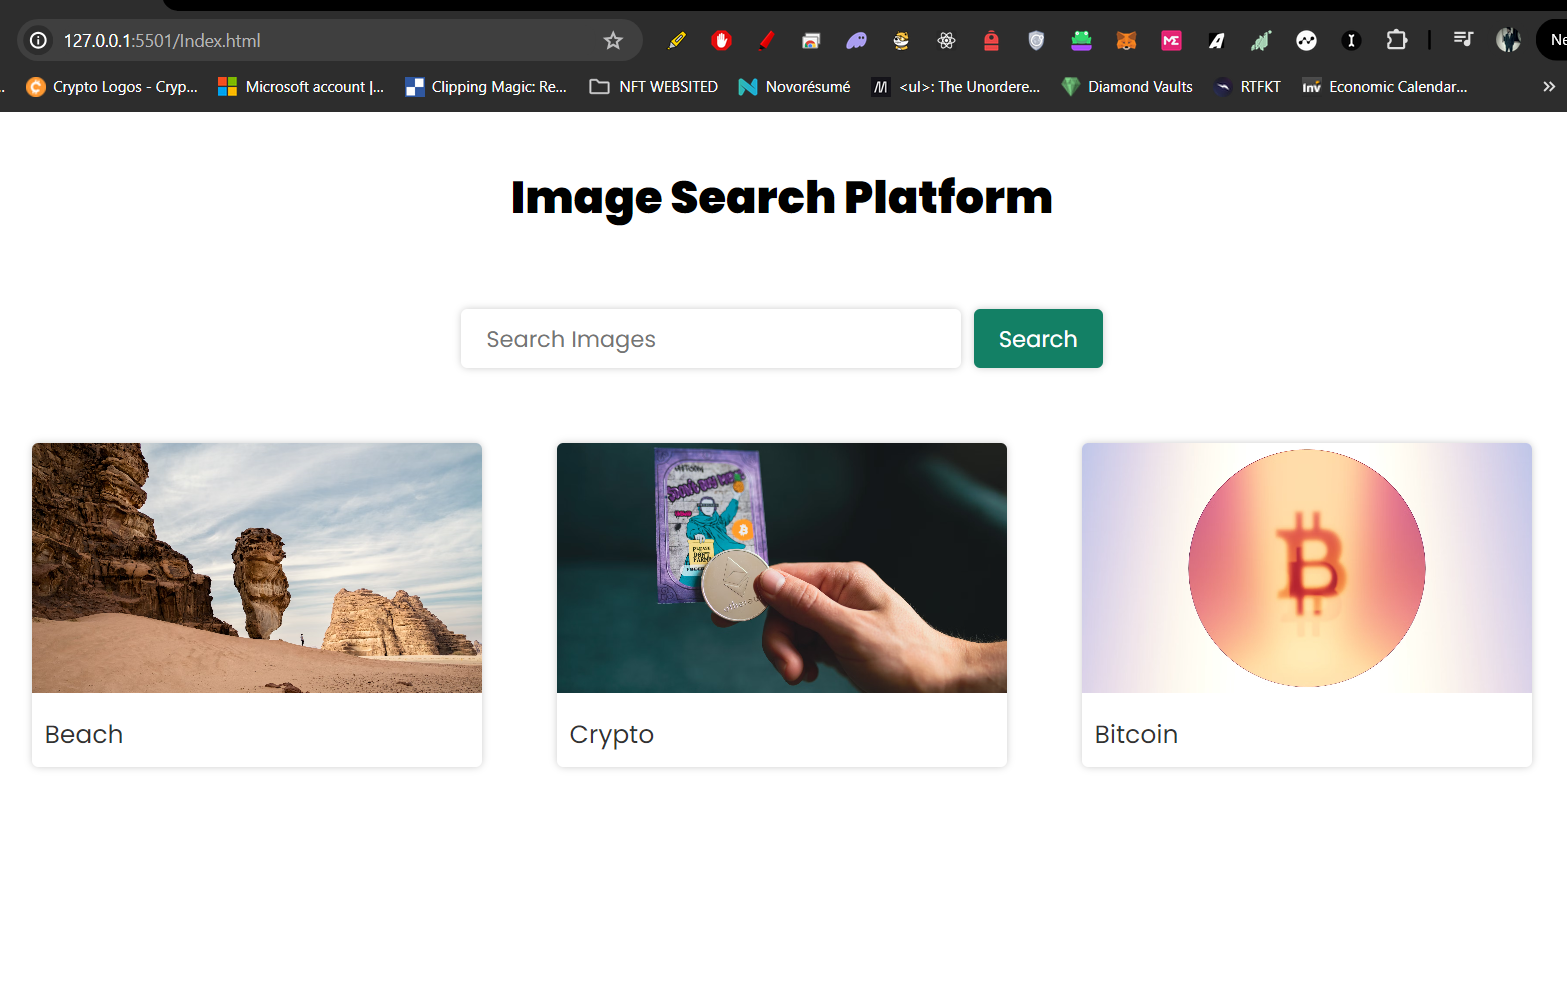 127.0.0.1:5501/Index.html
Ne
Crypto Logos - Cryp... Microsoft account |... Clipping Magic: Re... NFT WEBSITED Novorésumé <ul>: The Unordere... Diamond Vaults RTFKT Inv Economic Calendar...
Image Search Platform
Search Images Search
Beach Crypto Bitcoin